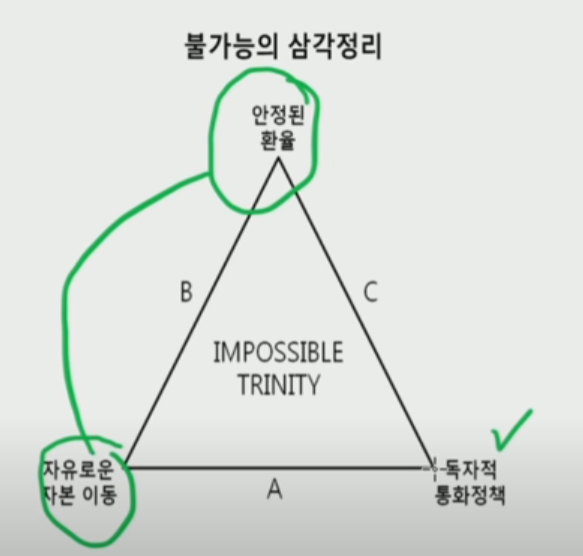 불가능의 삼각정리
안정된
환율
B
C
IMPOSSIBLE
TRINITY
자유로운
자본 이동
A
독자적
통화정책